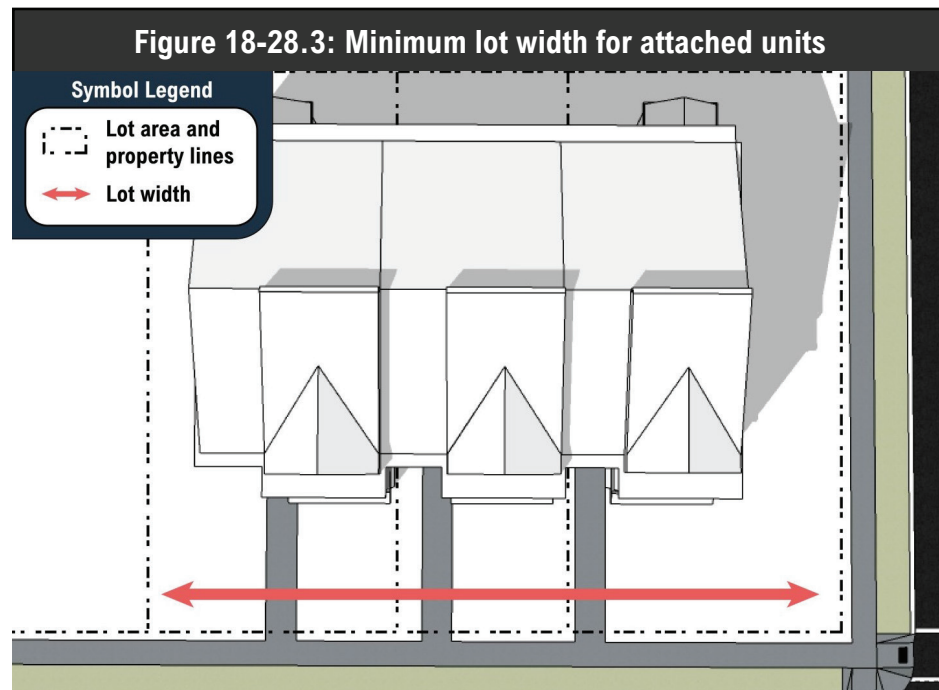 Figure 18-28.3: Minimum lot width for attached units
Symbol Legend
Lot area and
property lines
Lot width